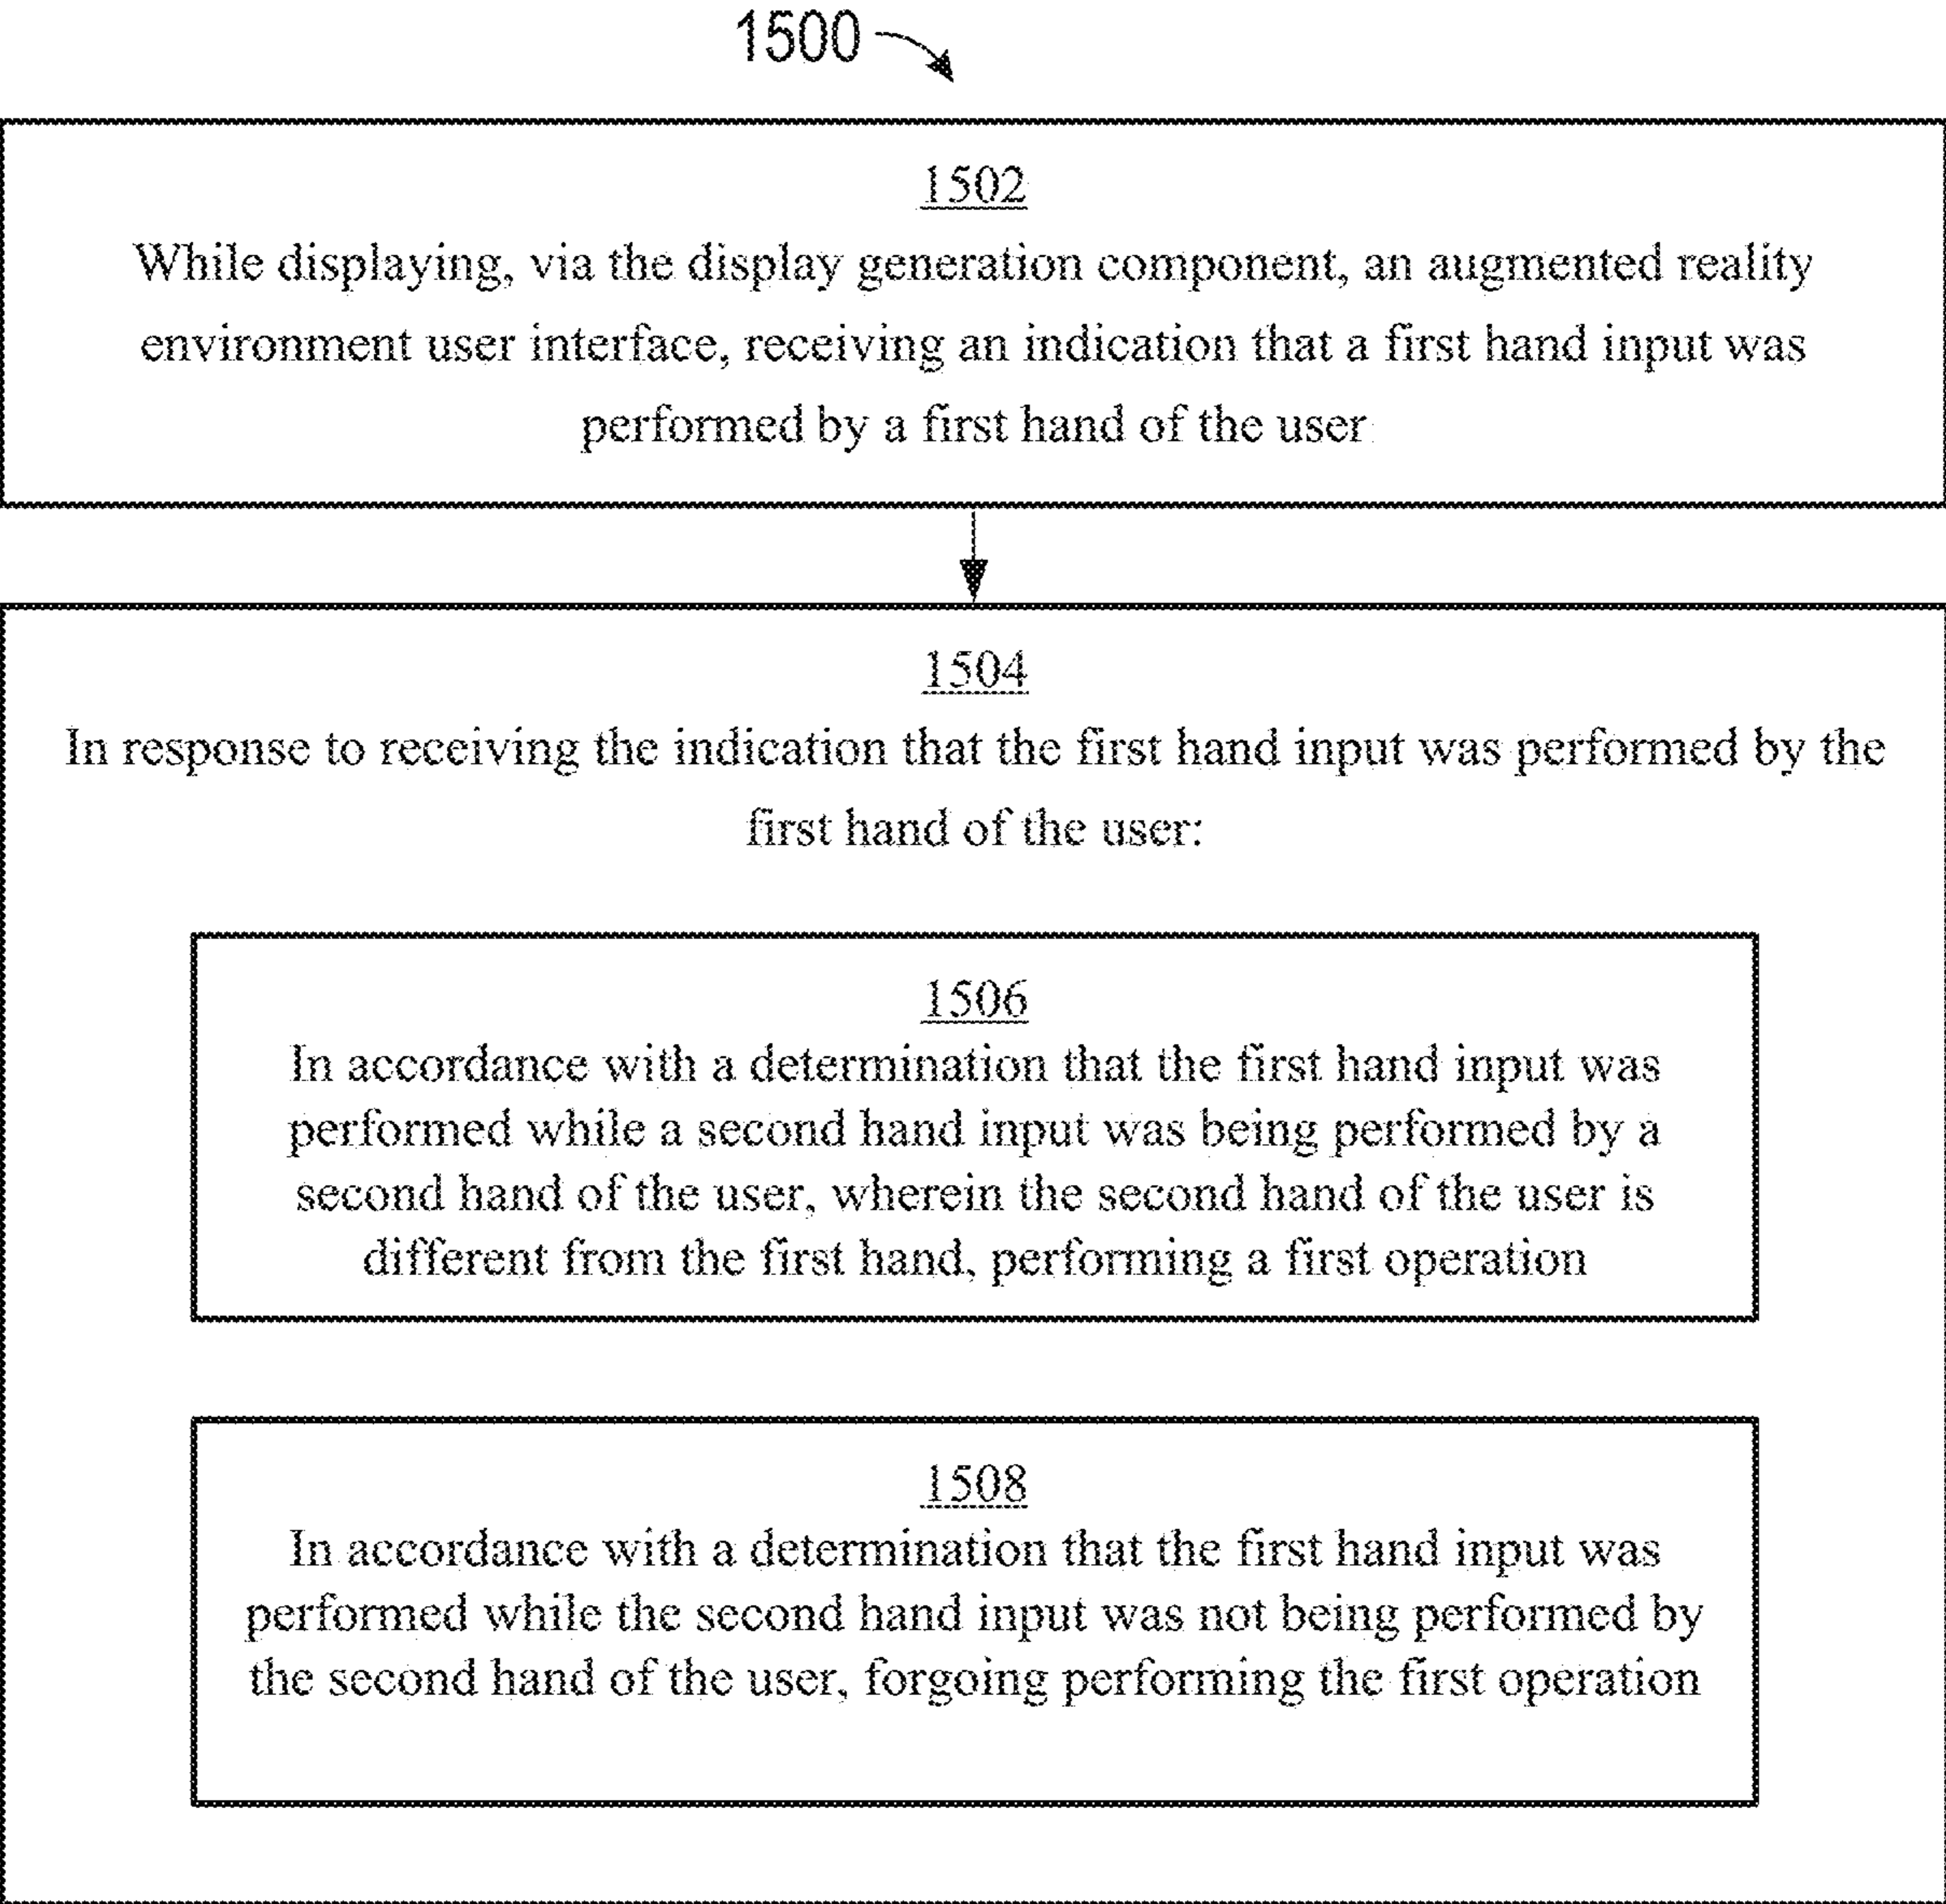 1500
1502
While displaying, via the display generation component, an augmented reality
environment user interface, receiving an indication that a first hand input was
performed by a first hand of the user
1504
In response to receiving the indication that the first hand input was performed by the
first hand of the user:
1506
In accordance with a determination that the first hand input was
performed while a second hand input was being performed by a
second hand of the user, wherein the second hand of the user is
different from the first hand, performing a first operation
1508
In accordance with a determination that the first hand input was
performed while the second hand input was not being performed by
the second hand of the user, forgoing performing the first operation